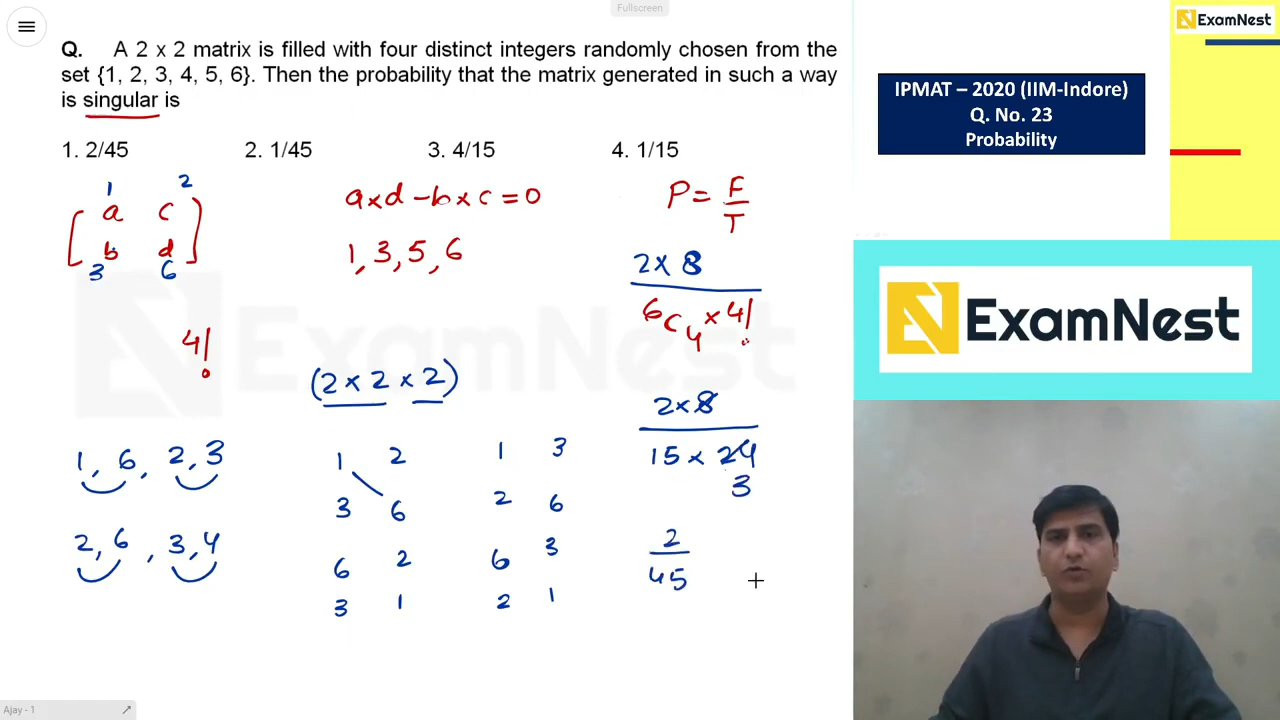 Fullscreen
ExamNest
Q. A 2 x 2 matrix is filled with four distinct integers randomly chosen from the
set {1, 2, 3, 4, 5, 6}. Then the probability that the matrix generated in such a way
is singular is
1. 2/45 2. 1/45 3. 4/15 4. 1/15
IPMAT – 2020 (IIM-Indore)
Q. No. 23
Probability
1 2
a c
b d
3 6
a×d-b×c=0
1, 3, 5, 6
P = F/T
2×8
6C4 × 4!
4!
(2×2×2)
2×8
15×24
3
1, 6, 2, 3
2, 6, 3, 4
1 2
3 6
6 2
3 1
1 3
2 6
6 3
2 1
2
45
ExamNest
ExamNest
Ajay - 1